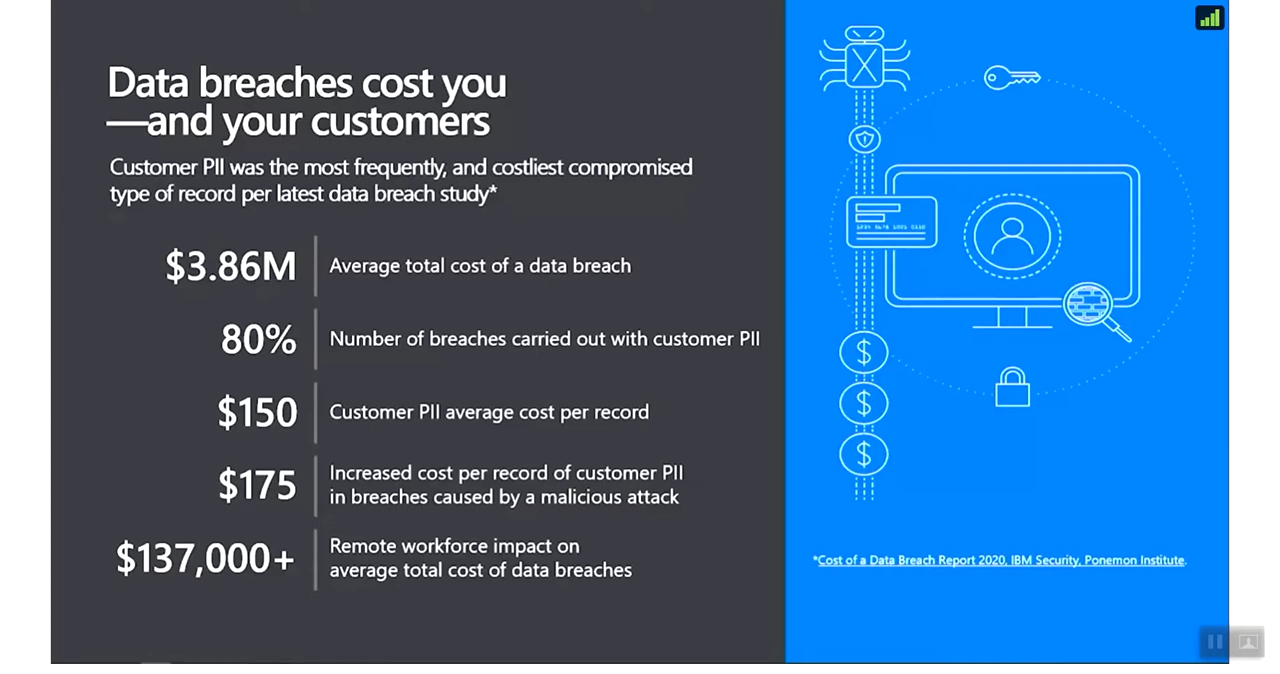 Data breaches cost you
—and your customers
Customer PII was the most frequently, and costliest compromised
type of record per latest data breach study*
$3.86M
Average total cost of a data breach
80%
Number of breaches carried out with customer PII
$150
Customer PII average cost per record
$175
Increased cost per record of customer PII
in breaches caused by a malicious attack
$137,000+
Remote workforce impact on
average total cost of data breaches
$
$
$
*Cost of a Data Breach Report 2020, IBM Security, Ponemon Institute.